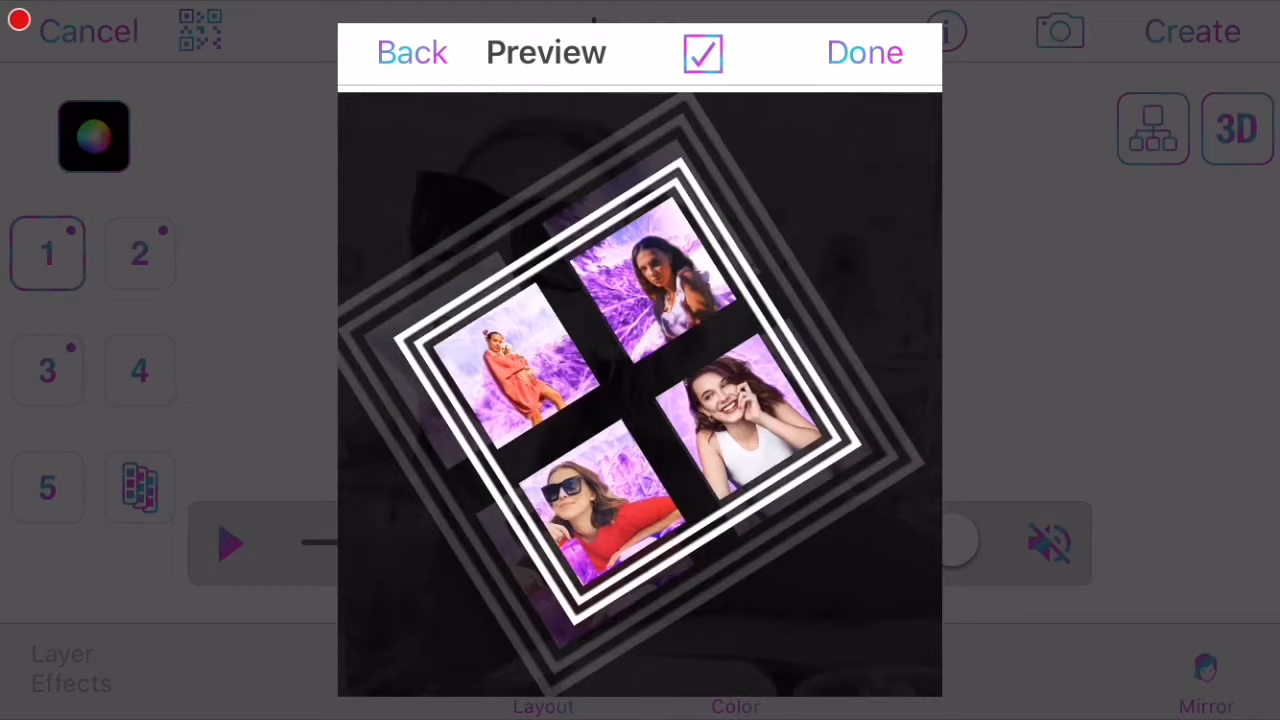 Cancel
Back
Preview
Done
Create
3D
1
2
3
4
5
Layer
Effects
Layout
Color
Mirror